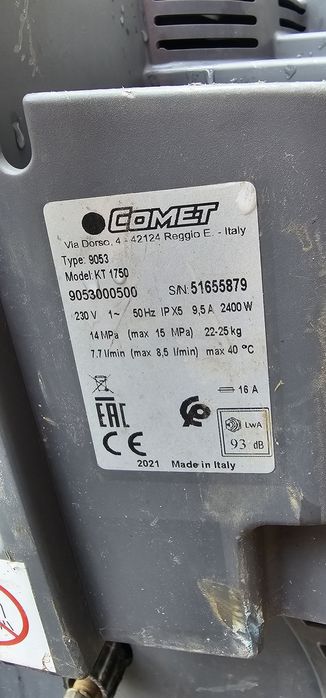 COMET
Via Dorso, 4 - 42124 Reggio E. - Italy
Type: 9053
Model: KT 1750
9053000500 S/N: 51655879
230 V 1~ 50Hz IP X5 9,5 A 2400 W
14 MPa (max 15 MPa) 22-25kg
7,7 l/min (max 8,5 l/min) max 40 °C
16 A
EAC
CE
LwA
93 dB
2021 Made in Italy